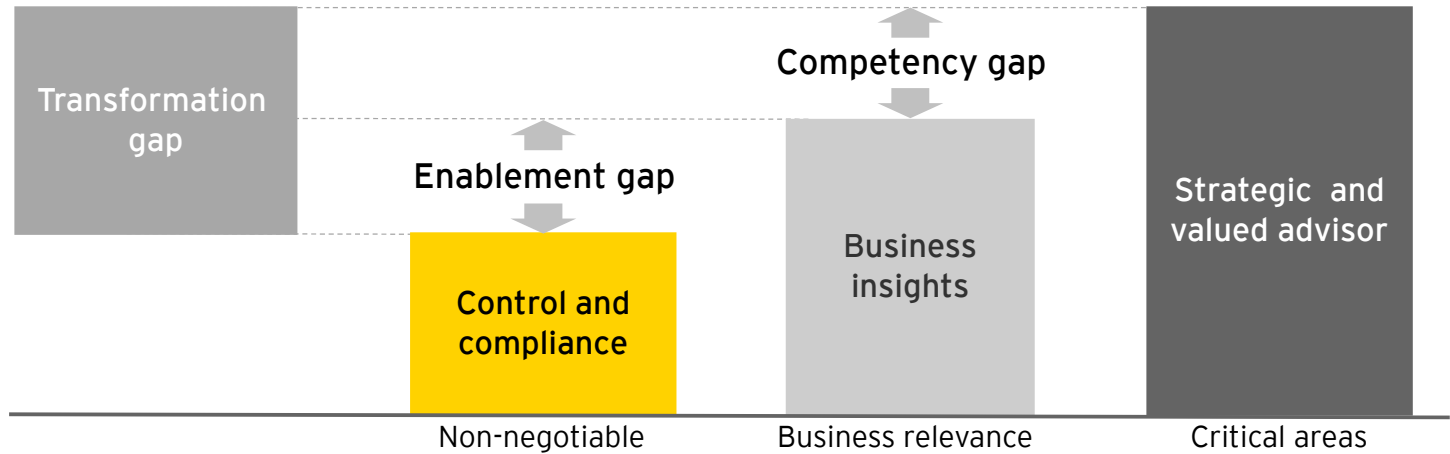 Transformation
gap
Enablement gap
Control and
compliance
Competency gap
Business
insights
Strategic and
valued advisor
Non-negotiable
Business relevance
Critical areas